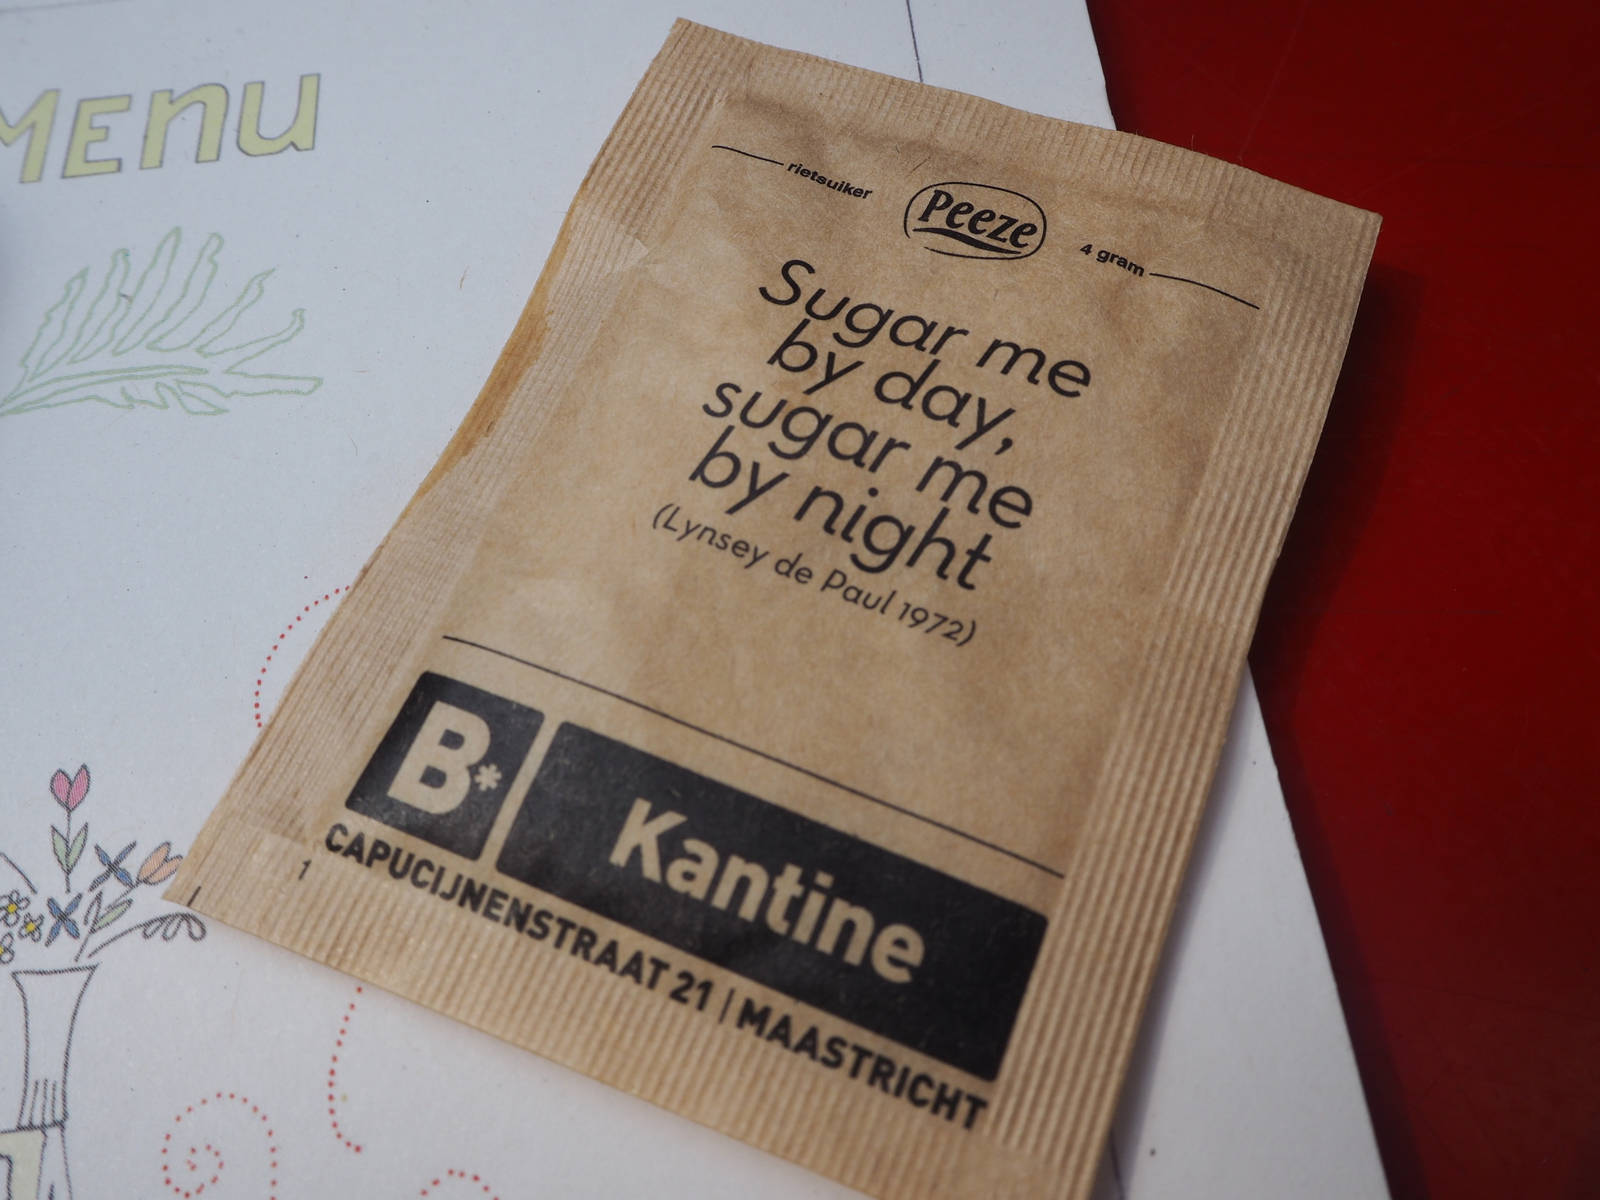 MEnu
rietsuiker Peeze 4 gram
Sugar me
by day,
sugar me
by night
(Lynsey de Paul 1972)
B* Kantine
CAPUCIJNENSTRAAT 21 | MAASTRICHT
1